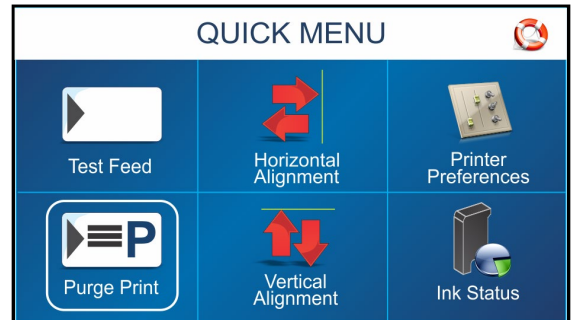 QUICK MENU
Test Feed
Horizontal
Alignment
Printer
Preferences
P
Purge Print
Vertical
Alignment
Ink Status